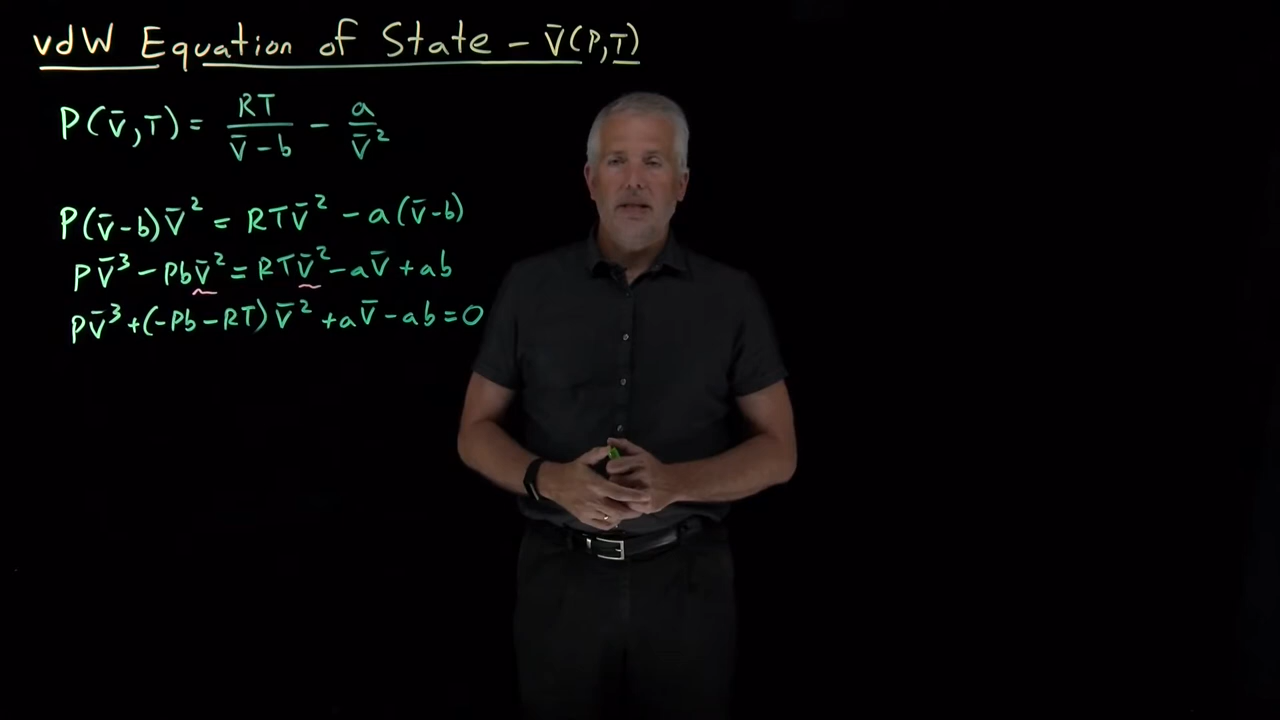 vdW Equation of State – V̄(P,T)
P(V̄,T) = RT/(V̄-b) - a/V̄²
P(V̄-b)V̄² = RTV̄² - a(V̄-b)
PV̄³ - PbV̄² = RTV̄² - aV̄ + ab
PV̄³ + (-Pb - RT)V̄² + aV̄ - ab = 0